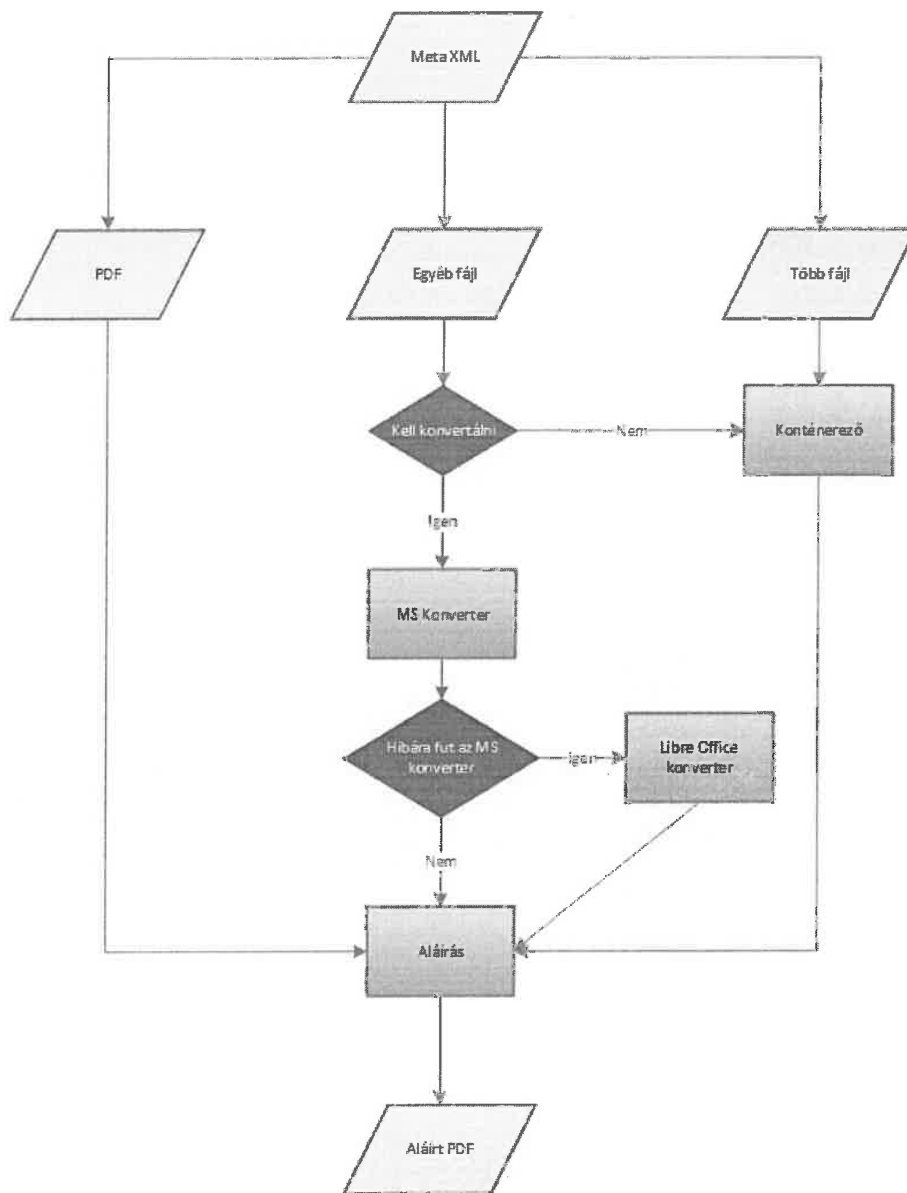 Meta XML
PDF
Egyéb fájl
Több fájl
Kell konvertálni
Nem
Konténerező
Igen
MS Konverter
Hibára fut az MS
konverter
Igen
Libre Office
konverter
Nem
Aláírás
Aláírt PDF